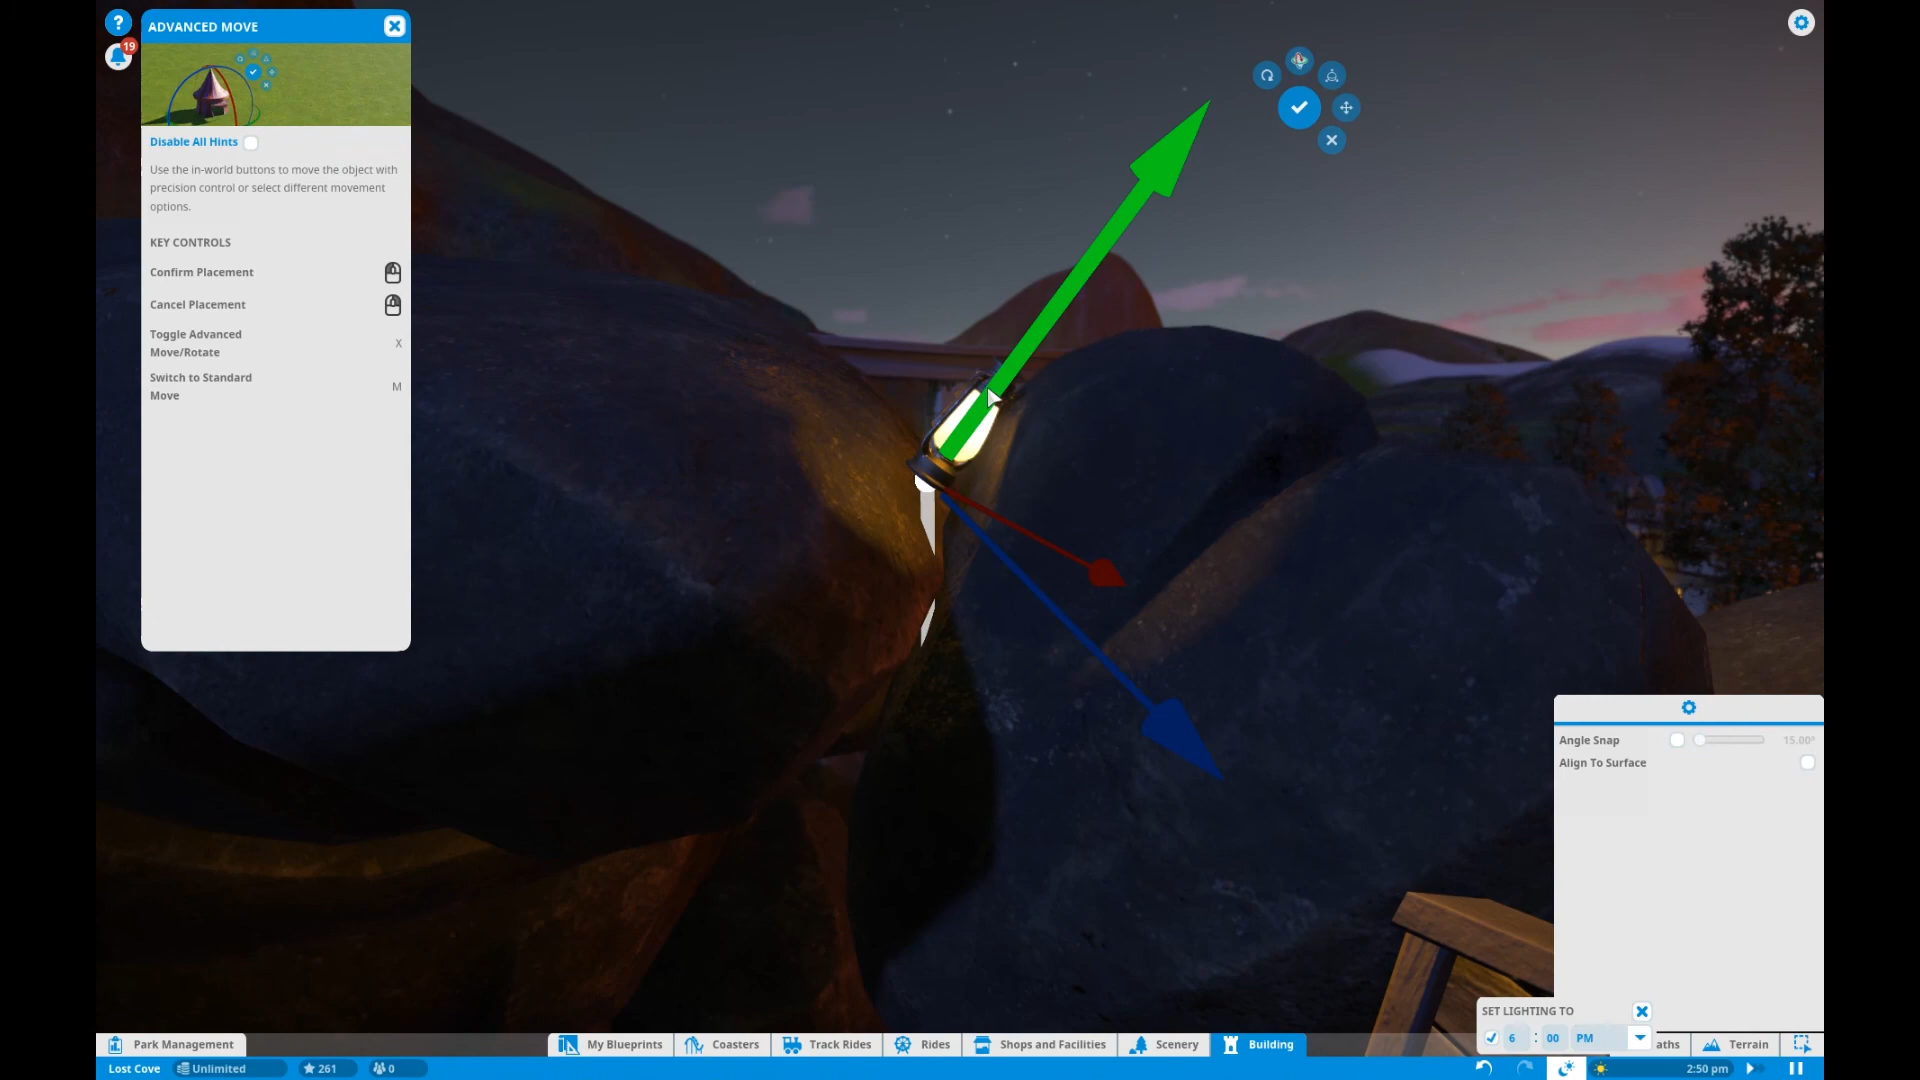 ?
ADVANCED MOVE
19
Disable All Hints
Use the in-world buttons to move the object with
precision control or select different movement
options.
KEY CONTROLS
Confirm Placement
Cancel Placement
Toggle Advanced
Move/Rotate
X
Switch to Standard
Move
M
Angle Snap
15.00°
Align To Surface
SET LIGHTING TO
6 : 00 PM
Park Management
My Blueprints
Coasters
Track Rides
Rides
Shops and Facilities
Scenery
Building
aths
Terrain
Lost Cove
Unlimited
261
0
2:50 pm